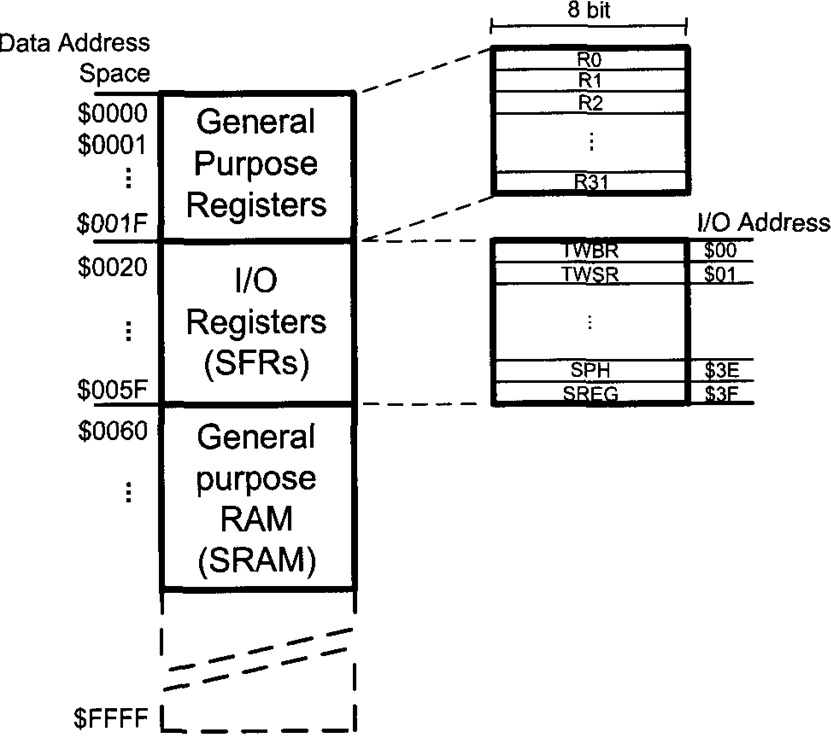 8 bit
Data Address
Space
$0000
$0001
⋮
$001F
General
Purpose
Registers
R0
R1
R2
⋮
R31
I/O Address
$0020
⋮
$005F
I/O
Registers
(SFRs)
TWBR $00
TWSR $01
⋮
SPH $3E
SREG $3F
$0060
⋮
General
purpose
RAM
(SRAM)
$FFFF